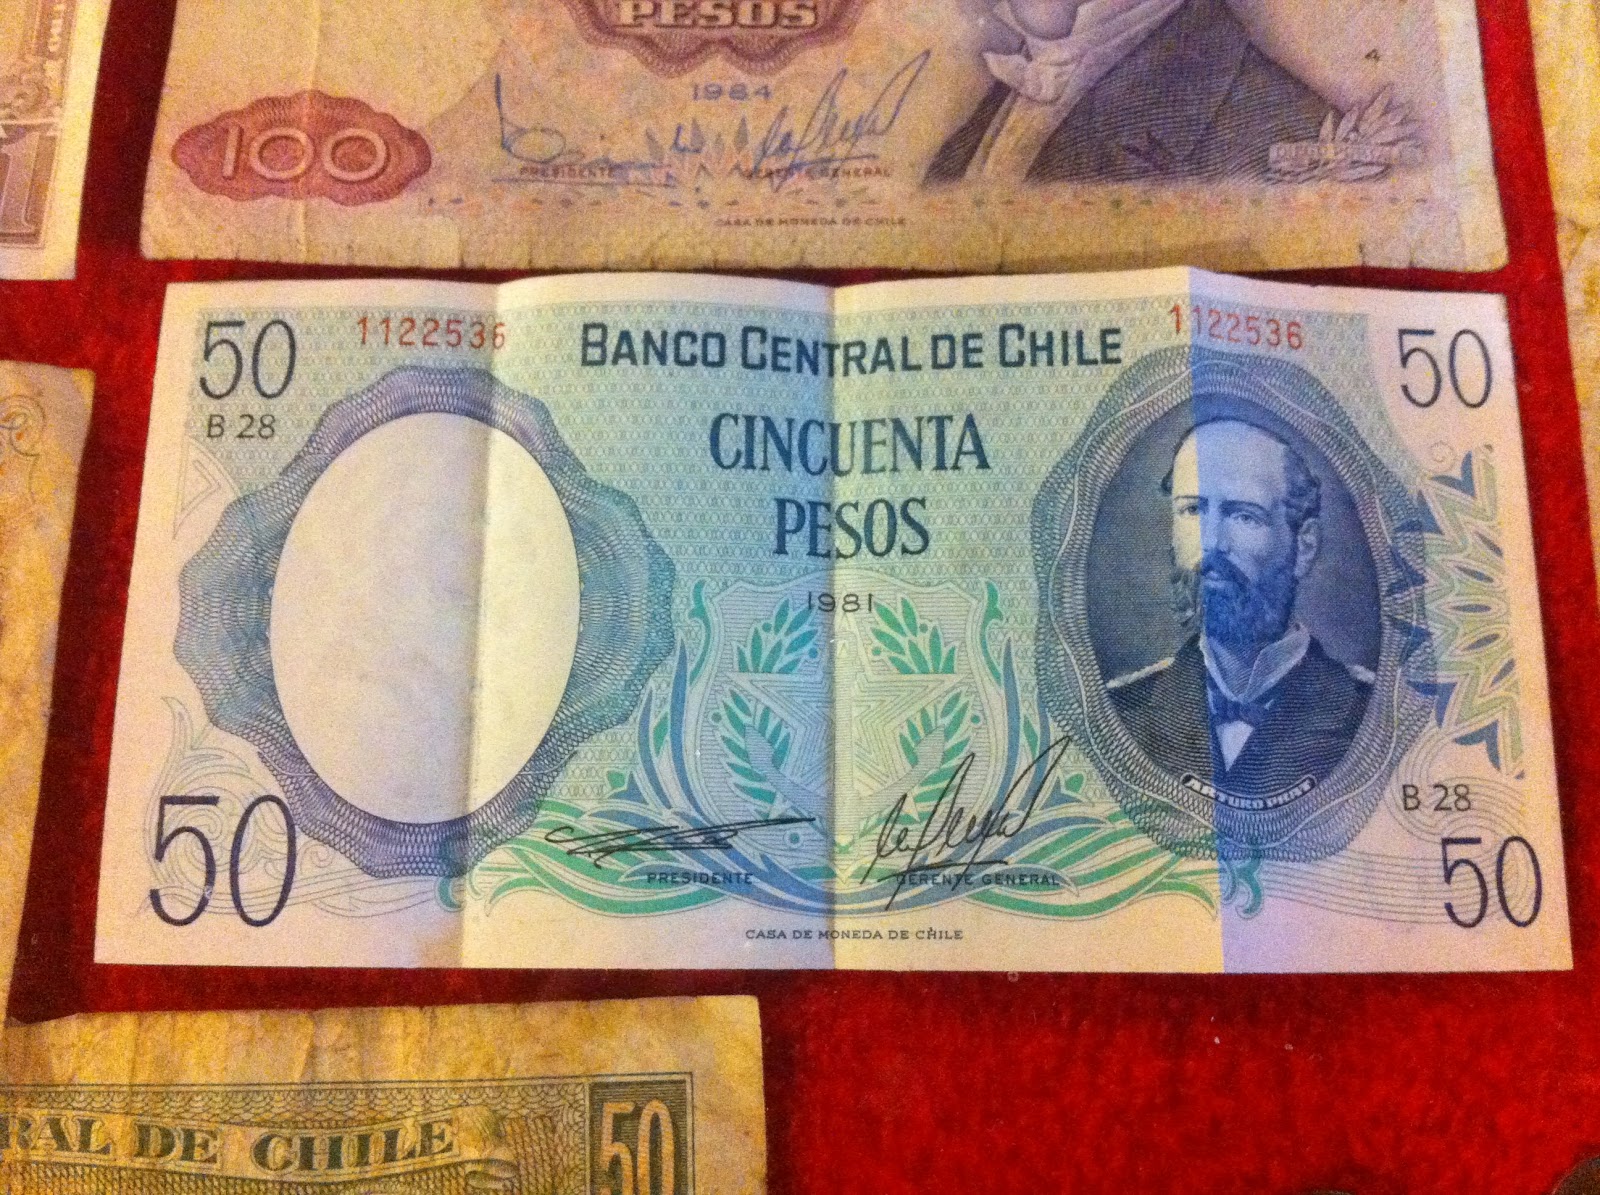 PESOS
1984
4
100
PRESIDENTE
GERENTE GENERAL
CASA DE MONEDA DE CHILE
1
50 1122536 BANCO CENTRAL DE CHILE 1122536 50
B 28
CINCUENTA
PESOS
1981
ARTURO PRAT
B 28
50 PRESIDENTE GERENTE GENERAL 50
CASA DE MONEDA DE CHILE
RAL DE CHILE 50